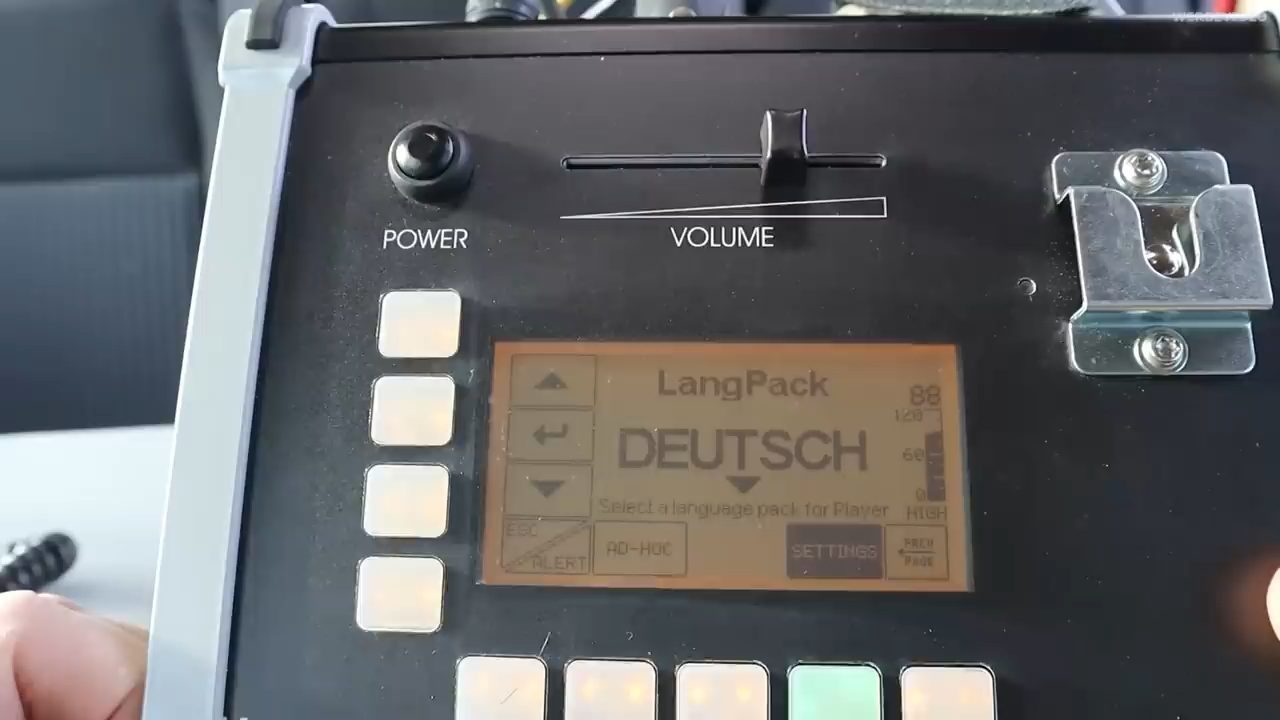 POWER
VOLUME
LangPack
88
120
DEUTSCH
60
0
Select a language pack for Player
HIGH
ESC
ALERT
AD-HOC
SETTINGS
PREV
PAGE